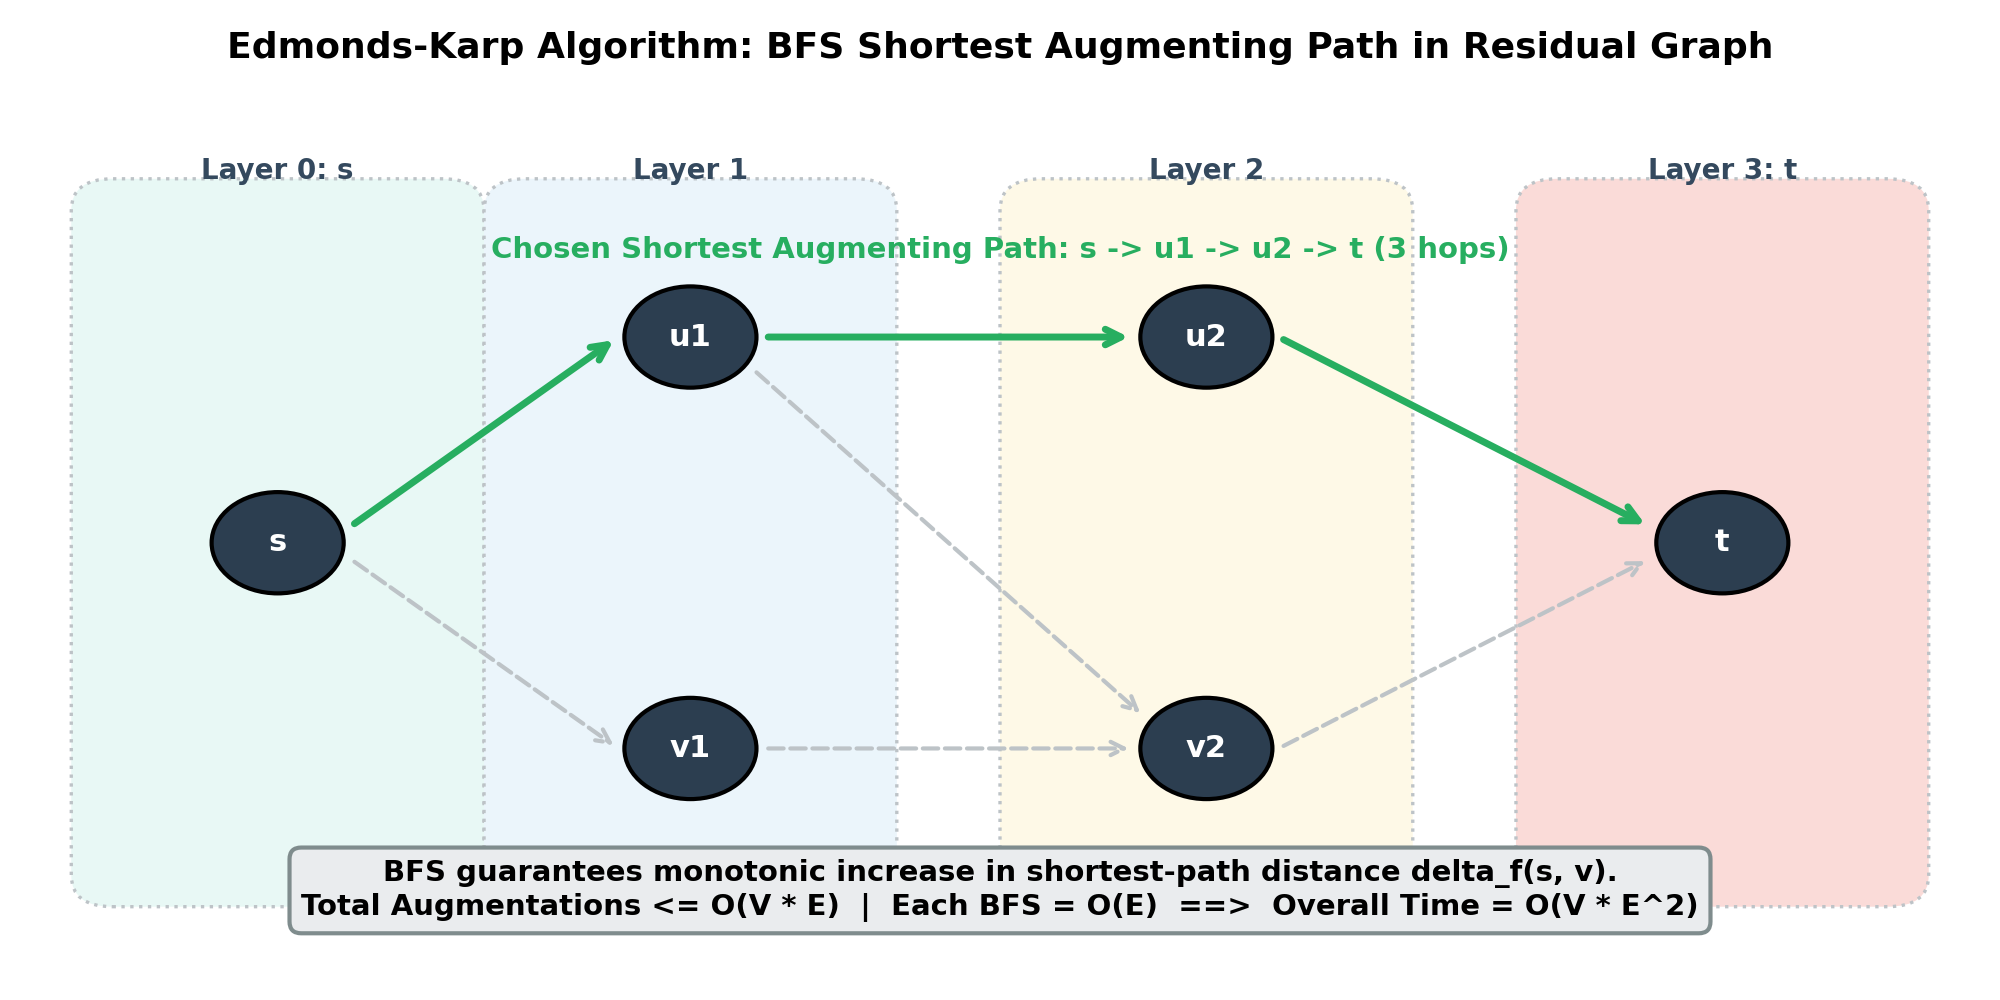 Edmonds-Karp Algorithm: BFS Shortest Augmenting Path in Residual Graph
Layer 0: s
Layer 1
Layer 2
Layer 3: t
Chosen Shortest Augmenting Path: s -> u1 -> u2 -> t (3 hops)
u1
u2
s
t
v1
v2
BFS guarantees monotonic increase in shortest-path distance delta_f(s, v).
Total Augmentations <= O(V * E)  |  Each BFS = O(E)  ==>  Overall Time = O(V * E^2)